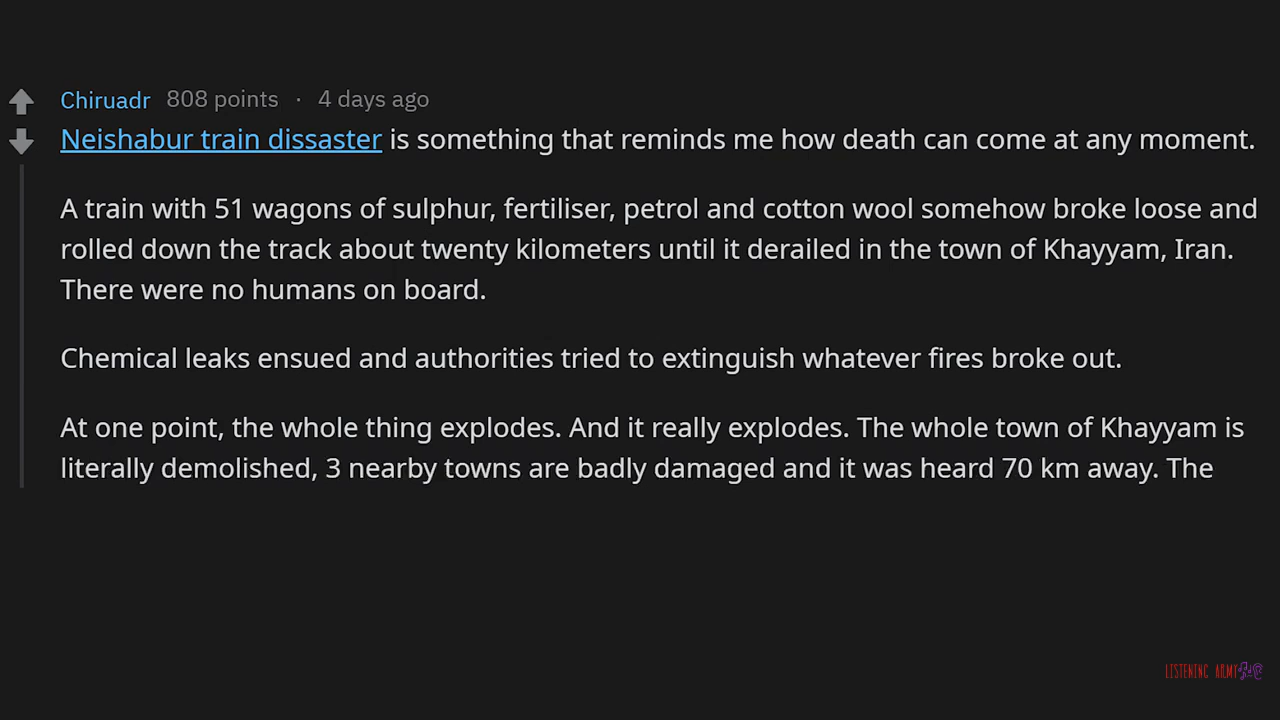 Chiruadr 808 points · 4 days ago
Neishabur train dissaster is something that reminds me how death can come at any moment.
A train with 51 wagons of sulphur, fertiliser, petrol and cotton wool somehow broke loose and
rolled down the track about twenty kilometers until it derailed in the town of Khayyam, Iran.
There were no humans on board.
Chemical leaks ensued and authorities tried to extinguish whatever fires broke out.
At one point, the whole thing explodes. And it really explodes. The whole town of Khayyam is
literally demolished, 3 nearby towns are badly damaged and it was heard 70 km away. The
LISTENING ARMY